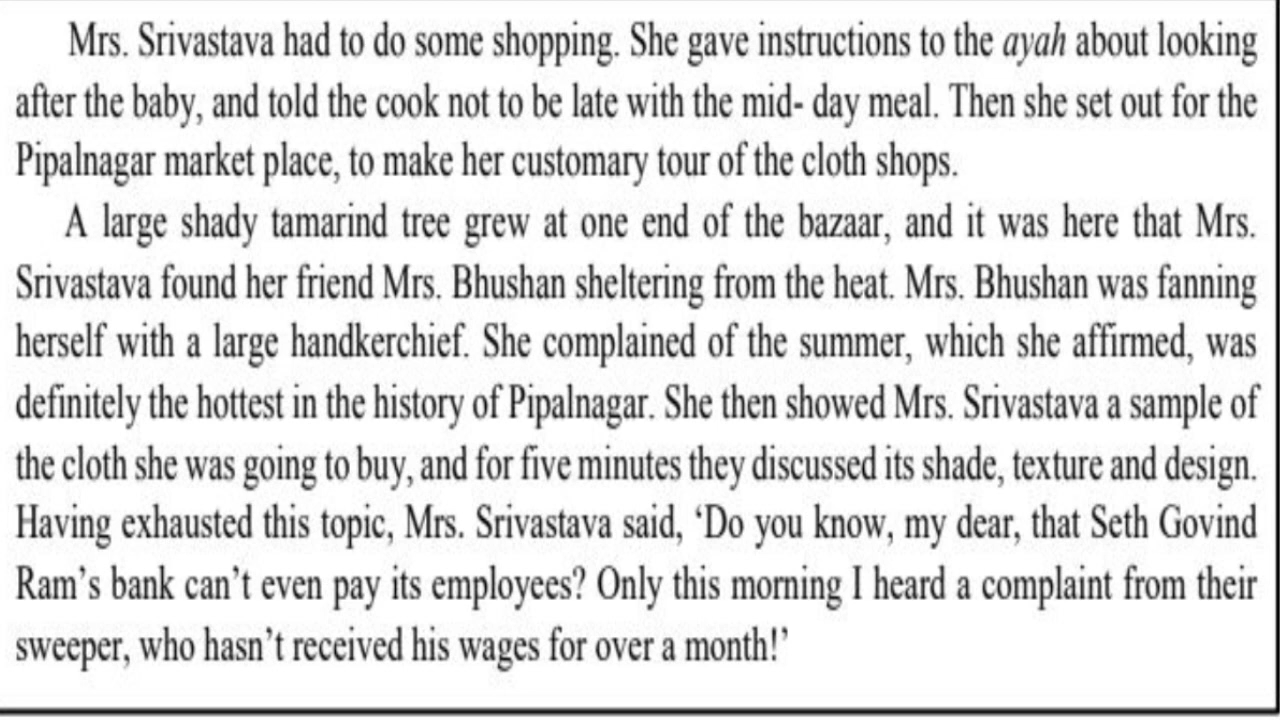 Mrs. Srivastava had to do some shopping. She gave instructions to the ayah about looking
after the baby, and told the cook not to be late with the mid- day meal. Then she set out for the
Pipalnagar market place, to make her customary tour of the cloth shops.
A large shady tamarind tree grew at one end of the bazaar, and it was here that Mrs.
Srivastava found her friend Mrs. Bhushan sheltering from the heat. Mrs. Bhushan was fanning
herself with a large handkerchief. She complained of the summer, which she affirmed, was
definitely the hottest in the history of Pipalnagar. She then showed Mrs. Srivastava a sample of
the cloth she was going to buy, and for five minutes they discussed its shade, texture and design.
Having exhausted this topic, Mrs. Srivastava said, ‘Do you know, my dear, that Seth Govind
Ram’s bank can’t even pay its employees? Only this morning I heard a complaint from their
sweeper, who hasn’t received his wages for over a month!’